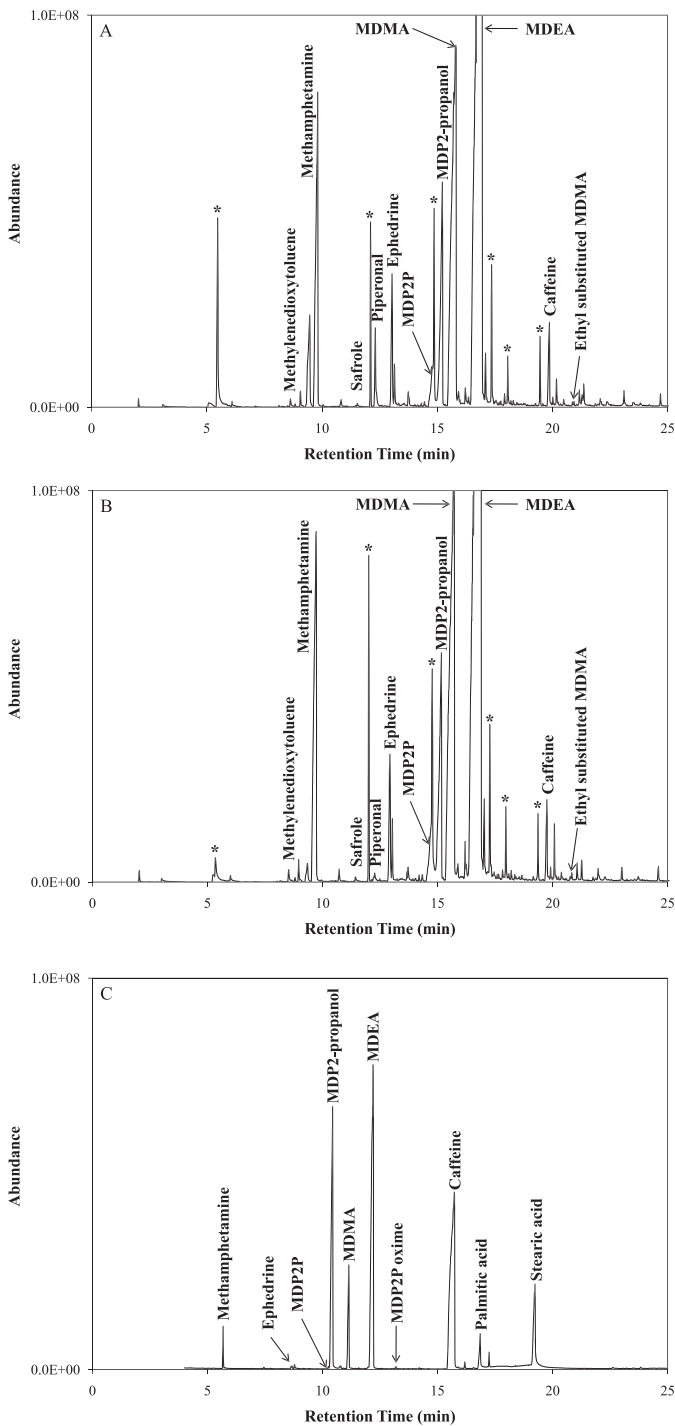 1.0E+08
A
MDMA
MDEA
Methamphetamine
MDP2-propanol
Abundance
*
*
*
Ephedrine
Methylenedioxytoluene
Piperonal
MDP2P
*
Caffeine
Ethyl substituted MDMA
Safrole
*
*
0.0E+00
0 5 10 15 20 25
Retention Time (min)
1.0E+08
B
MDMA
MDEA
Methamphetamine
*
MDP2-propanol
Abundance
*
Ephedrine
MDP2P
*
Methylenedioxytoluene
Caffeine
Ethyl substituted MDMA
*
Safrole
Piperonal
*
*
0.0E+00
0 5 10 15 20 25
Retention Time (min)
1.0E+08
C
MDP2-propanol
MDEA
Abundance
Methamphetamine
Ephedrine
MDP2P
MDMA
MDP2P oxime
Caffeine
Palmitic acid
Stearic acid
0.0E+00
0 5 10 15 20 25
Retention Time (min)